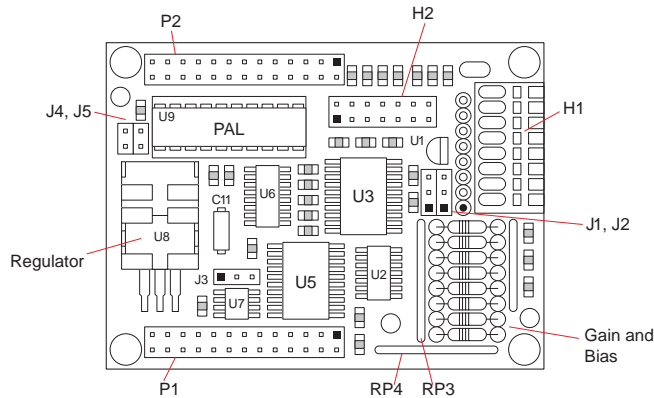 P2
H2
J4, J5
U9
PAL
U1
H1
U6
U3
C11
J1, J2
U8
Regulator
U5
U2
J3
U7
Gain and
Bias
P1
RP4
RP3